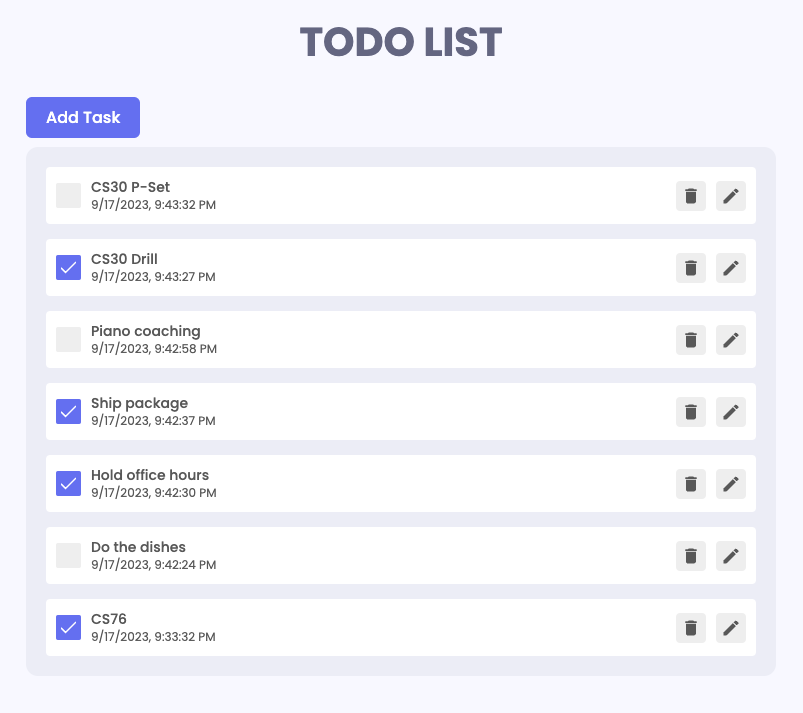 TODO LIST
Add Task
CS30 P-Set
9/17/2023, 9:43:32 PM
CS30 Drill
9/17/2023, 9:43:27 PM
Piano coaching
9/17/2023, 9:42:58 PM
Ship package
9/17/2023, 9:42:37 PM
Hold office hours
9/17/2023, 9:42:30 PM
Do the dishes
9/17/2023, 9:42:24 PM
CS76
9/17/2023, 9:33:32 PM